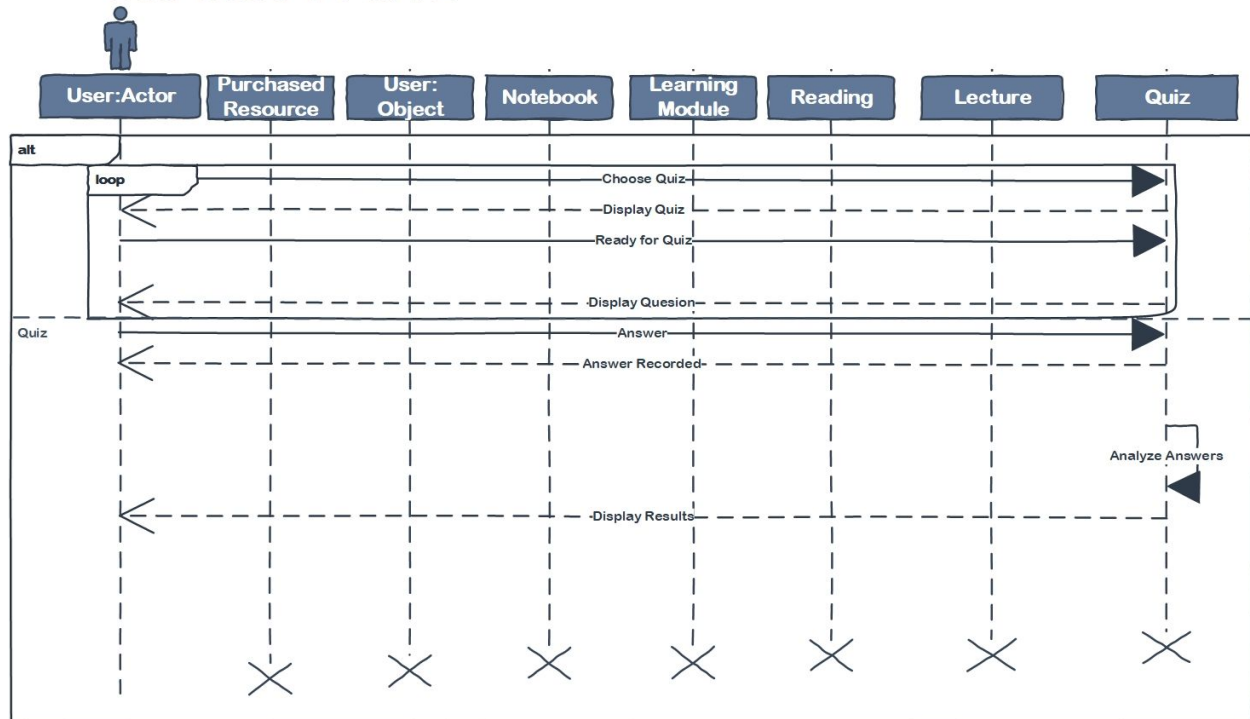 User:Actor
Purchased
Resource
User:
Object
Notebook
Learning
Module
Reading
Lecture
Quiz
alt
loop
Choose Quiz
Display Quiz
Ready for Quiz
Display Quesion
Quiz
Answer
Answer Recorded
Analyze Answers
Display Results